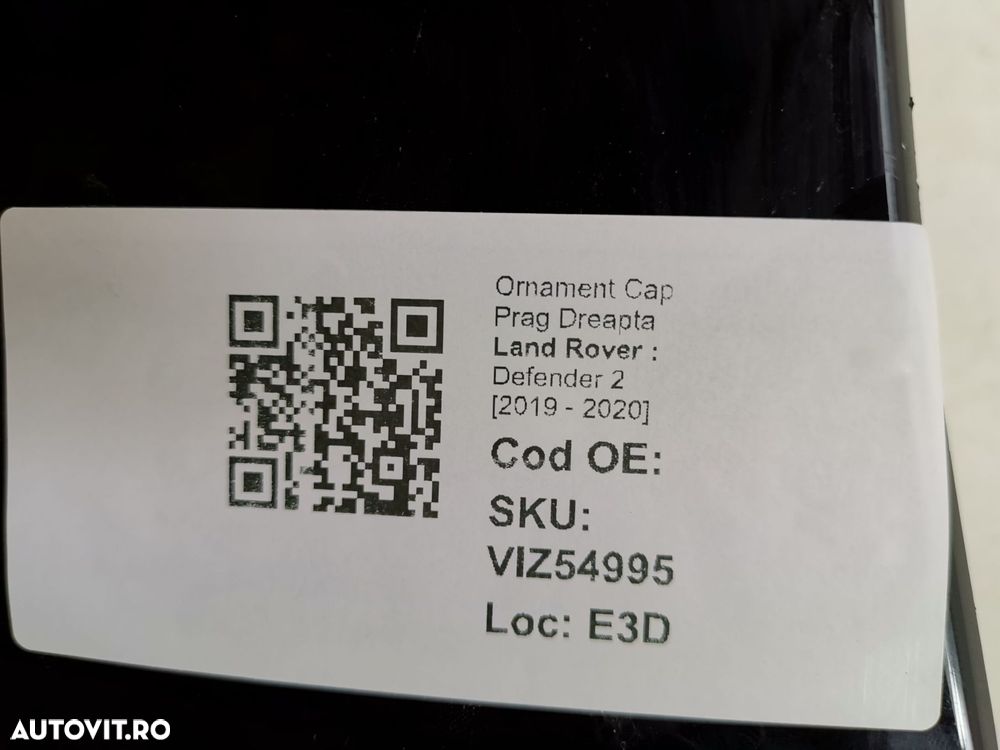 Ornament Cap
Prag Dreapta
Land Rover :
Defender 2
[2019 - 2020]
Cod OE:
SKU:
VIZ54995
Loc: E3D
AUTOVIT.RO